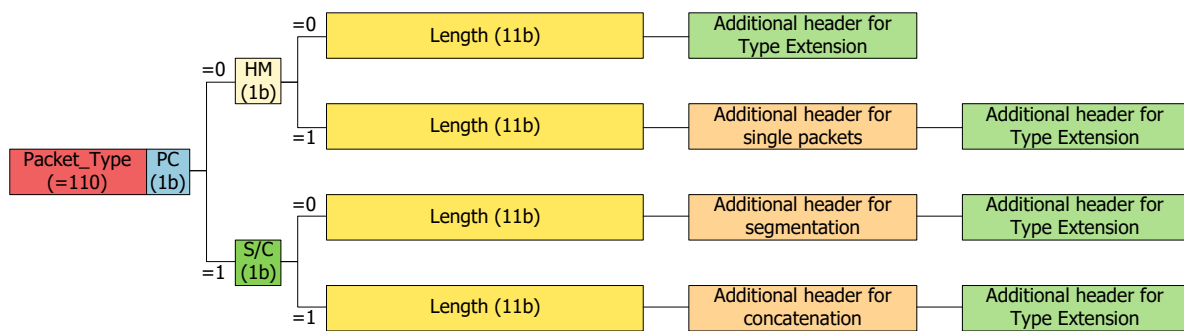 =0
Length (11b)
Additional header for
Type Extension
=0
HM
(1b)
=1
Length (11b)
Additional header for
single packets
Additional header for
Type Extension
Packet_Type
(=110)
PC
(1b)
=0
Length (11b)
Additional header for
segmentation
Additional header for
Type Extension
=1
S/C
(1b)
=1
Length (11b)
Additional header for
concatenation
Additional header for
Type Extension